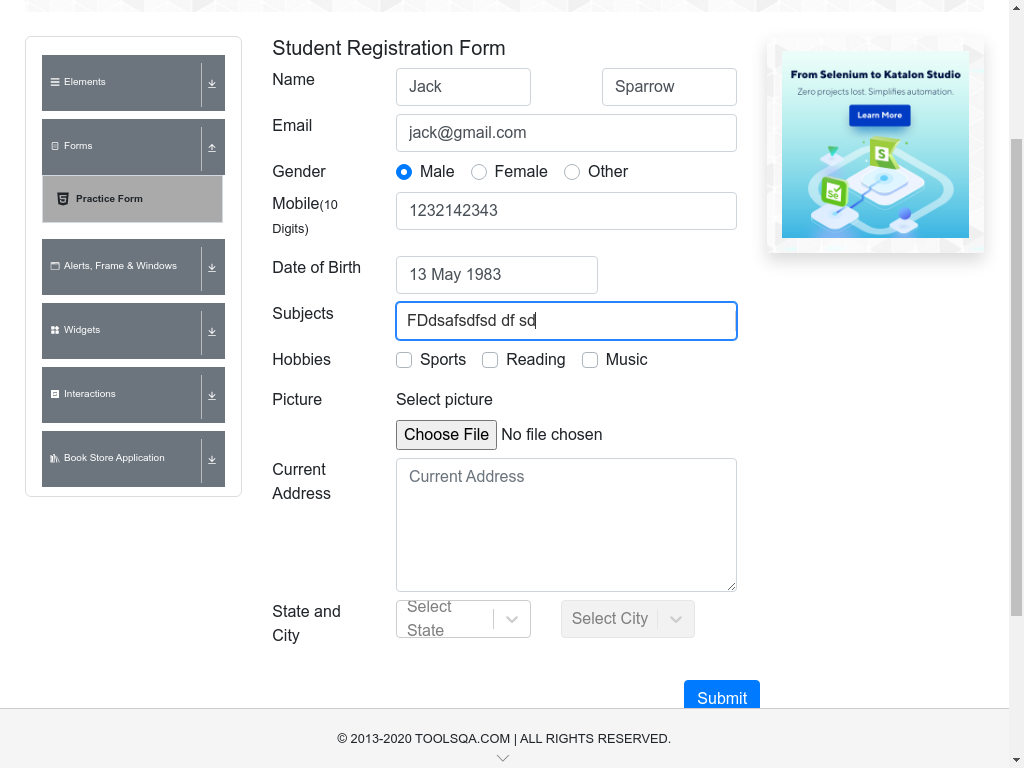 Elements
Forms
Practice Form
Alerts, Frame & Windows
Widgets
Interactions
Book Store Application
Student Registration Form
Name
Jack
Sparrow
Email
jack@gmail.com
Gender
Male
Female
Other
Mobile(10
Digits)
1232142343
Date of Birth
13 May 1983
Subjects
FDdsafsdfsd df sd
Hobbies
Sports
Reading
Music
Picture
Select picture
Choose File No file chosen
Current
Address
Current Address
State and
City
Select
State
Select City
Submit
From Selenium to Katalon Studio
Zero projects lost. Simplifies automation.
Learn More
S
Se
© 2013-2020 TOOLSQA.COM | ALL RIGHTS RESERVED.